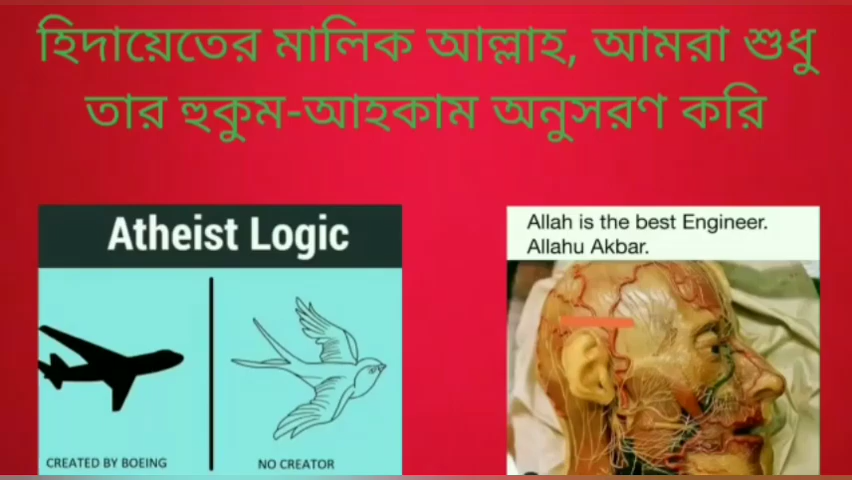 হিদায়েতের মালিক আল্লাহ, আমরা শুধু
তার হুকুম-আহকাম অনুসরণ করি
Atheist Logic
CREATED BY BOEING
NO CREATOR
Allah is the best Engineer.
Allahu Akbar.